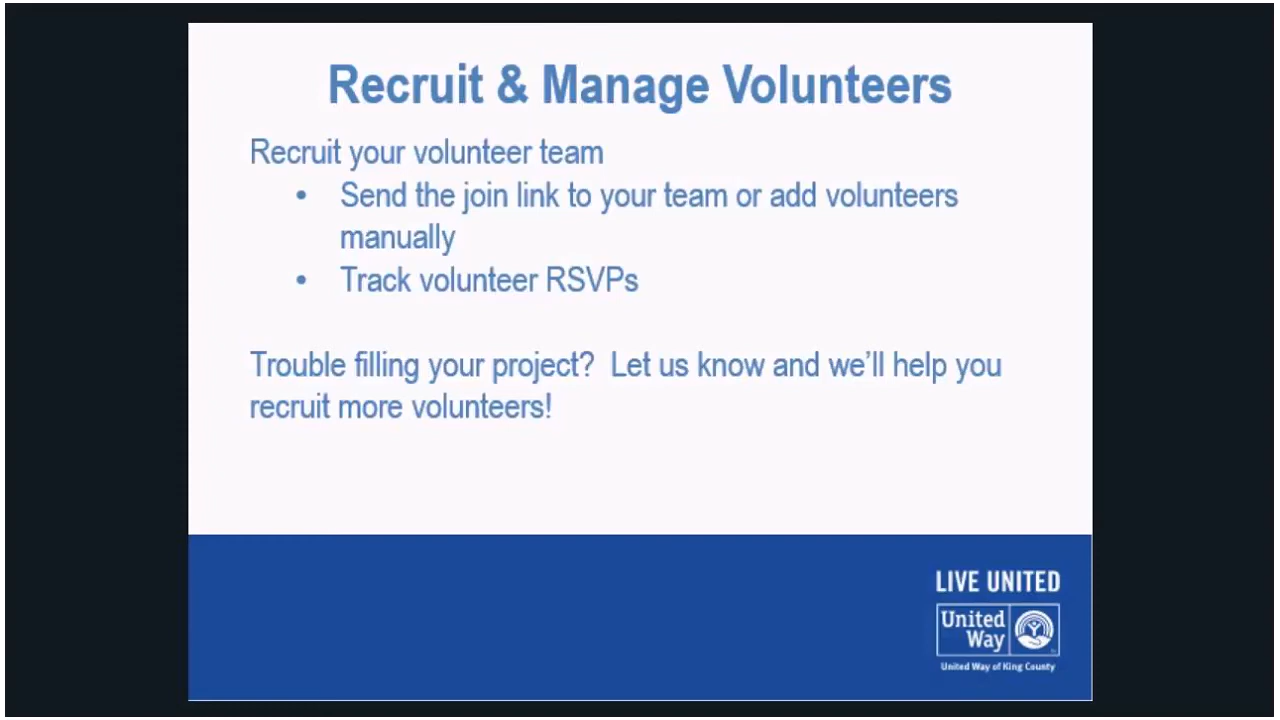 Recruit & Manage Volunteers
Recruit your volunteer team
• Send the join link to your team or add volunteers
manually
• Track volunteer RSVPs
Trouble filling your project?  Let us know and we’ll help you
recruit more volunteers!
LIVE UNITED
United
Way
United Way of King County